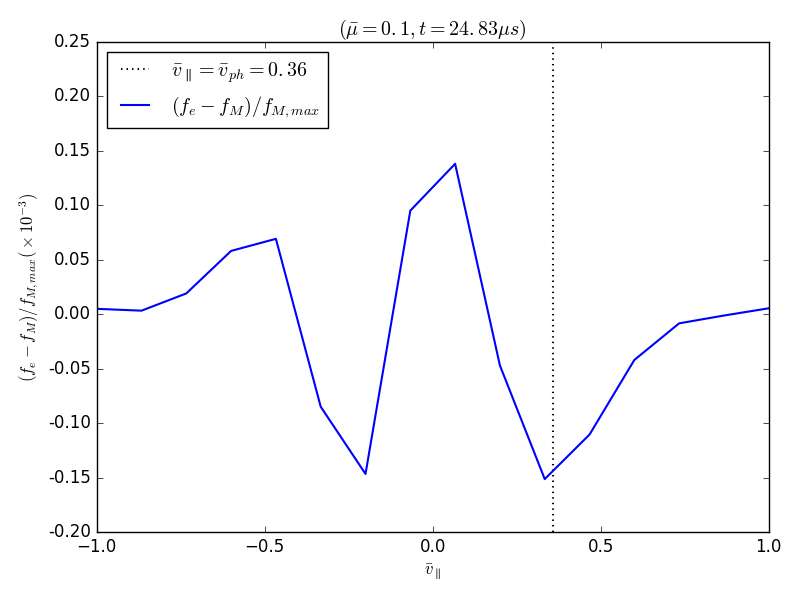 (μ̄ = 0.1, t = 24.83μs)
v̄∥ = v̄ph = 0.36
(fe − fM)/fM,max
(fe − fM)/fM,max(×10⁻³)
0.25
0.20
0.15
0.10
0.05
0.00
-0.05
-0.10
-0.15
-0.20
−1.0 −0.5 0.0 0.5 1.0
v̄∥